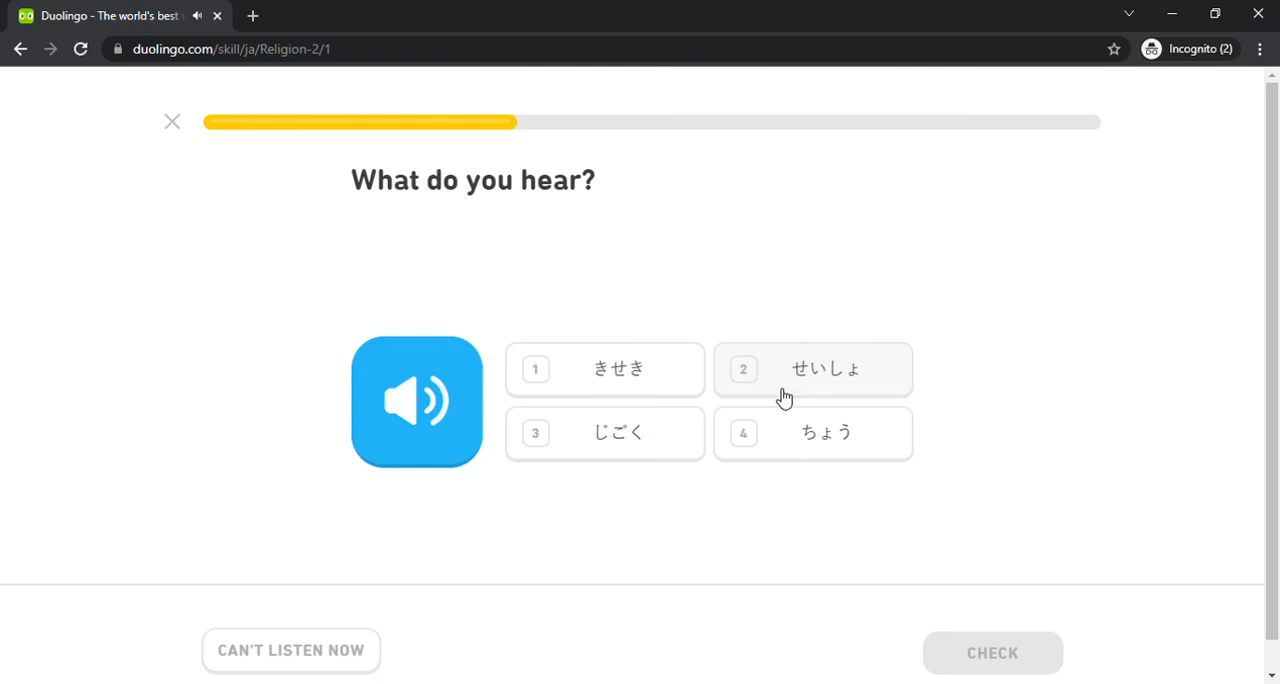 Duolingo - The world's best
duolingo.com/skill/ja/Religion-2/1
Incognito (2)
What do you hear?
1 きせき
2 せいしょ
3 じごく
4 ちょう
CAN'T LISTEN NOW
CHECK